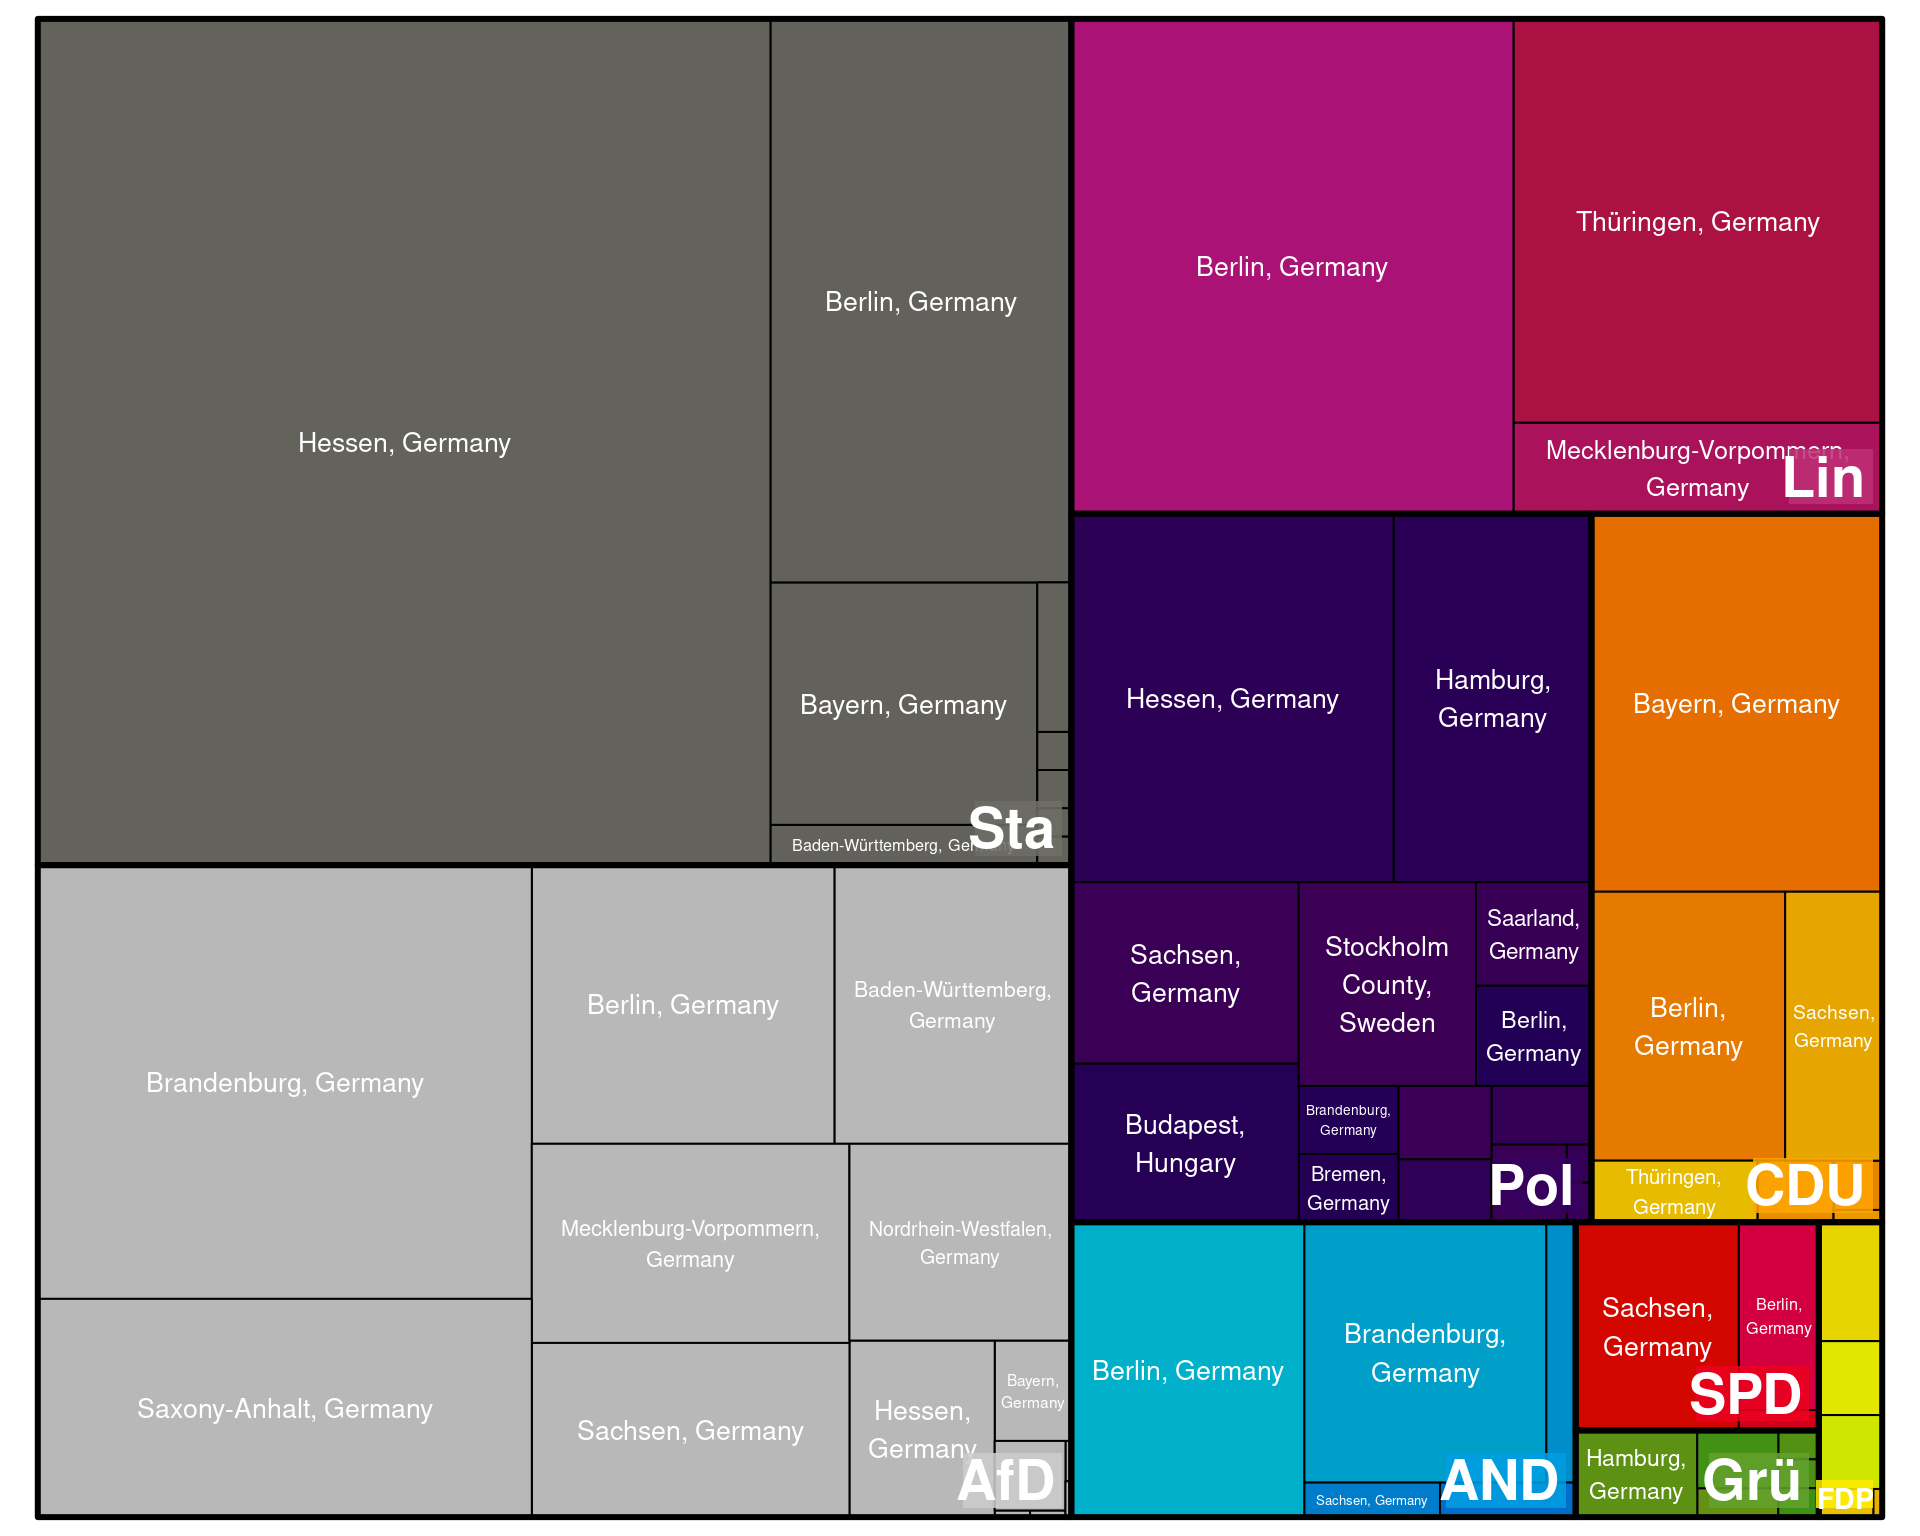 Hessen, Germany
Berlin, Germany
Bayern, Germany
Baden-Württemberg, Germany
Sta
Berlin, Germany
Thüringen, Germany
Mecklenburg-Vorpommern,
Germany
Lin
Brandenburg, Germany
Saxony-Anhalt, Germany
Berlin, Germany
Baden-Württemberg,
Germany
Mecklenburg-Vorpommern,
Germany
Nordrhein-Westfalen,
Germany
Sachsen, Germany
Hessen,
Germany
Bayern,
Germany
AfD
Hessen, Germany
Hamburg,
Germany
Sachsen,
Germany
Stockholm
County,
Sweden
Saarland,
Germany
Berlin,
Germany
Budapest,
Hungary
Brandenburg,
Germany
Bremen,
Germany
Pol
Bayern, Germany
Berlin,
Germany
Sachsen,
Germany
Thüringen,
Germany
CDU
Berlin, Germany
Brandenburg,
Germany
Sachsen, Germany
AND
Sachsen,
Germany
Berlin,
Germany
SPD
Hamburg,
Germany
Grü
FDP